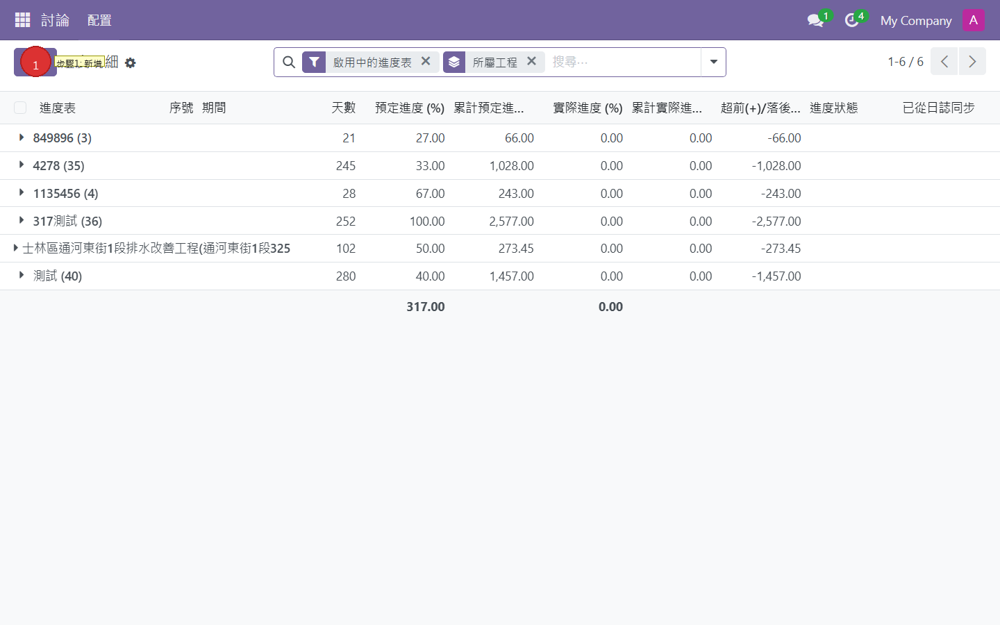 討論 配置 1 4 My Company A
1 步驟1: 新增 細 啟用中的進度表 所屬工程 搜尋... 1-6 / 6
進度表 序號 期間 天數 預定進度 (%) 累計預定進... 實際進度 (%) 累計實際進... 超前(+)/落後... 進度狀態 已從日誌同步
849896 (3) 21 27.00 66.00 0.00 0.00 -66.00
4278 (35) 245 33.00 1,028.00 0.00 0.00 -1,028.00
1135456 (4) 28 67.00 243.00 0.00 0.00 -243.00
317測試 (36) 252 100.00 2,577.00 0.00 0.00 -2,577.00
士林區通河東街1段排水改善工程(通河東街1段325 102 50.00 273.45 0.00 0.00 -273.45
測試 (40) 280 40.00 1,457.00 0.00 0.00 -1,457.00
317.00 0.00